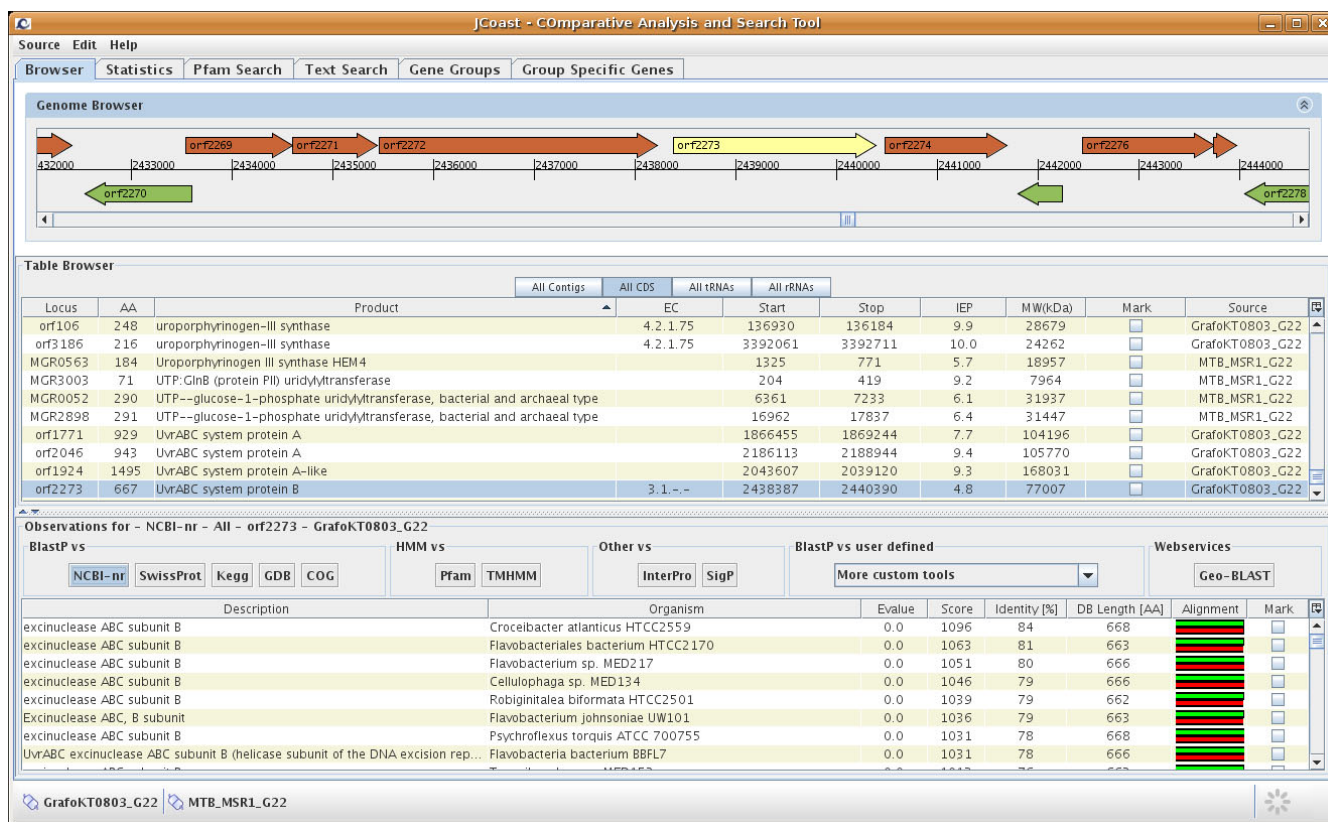 JCoast - COmparative Analysis and Search Tool
Source Edit Help
Browser Statistics Pfam Search Text Search Gene Groups Group Specific Genes
Genome Browser
orf2269 orf2271 orf2272 orf2273 orf2274 orf2276
432000 2433000 2434000 2435000 2436000 2437000 2438000 2439000 2440000 2441000 2442000 2443000 2444000
orf2270 orf2278
Table Browser
All Contigs All CDS All tRNAs All rRNAs
Locus AA Product EC Start Stop IEP MW(kDa) Mark Source
orf106 248 uroporphyrinogen-III synthase 4.2.1.75 136930 136184 9.9 28679 GrafoKT0803_G22
orf3186 216 uroporphyrinogen-III synthase 4.2.1.75 3392061 3392711 10.0 24262 GrafoKT0803_G22
MGR0563 184 Uroporphyrinogen III synthase HEM4 1325 771 5.7 18957 MTB_MSR1_G22
MGR3003 71 UTP:GlnB (protein PII) uridylyltransferase 204 419 9.2 7964 MTB_MSR1_G22
MGR0052 290 UTP--glucose-1-phosphate uridylyltransferase, bacterial and archaeal type 6361 7233 6.1 31937 MTB_MSR1_G22
MGR2898 291 UTP--glucose-1-phosphate uridylyltransferase, bacterial and archaeal type 16962 17837 6.4 31447 MTB_MSR1_G22
orf1771 929 UvrABC system protein A 1866455 1869244 7.7 104196 GrafoKT0803_G22
orf2046 943 UvrABC system protein A 2186113 2188944 9.4 105770 GrafoKT0803_G22
orf1924 1495 UvrABC system protein A-like 2043607 2039120 9.3 168031 GrafoKT0803_G22
orf2273 667 UvrABC system protein B 3.1.-.- 2438387 2440390 4.8 77007 GrafoKT0803_G22
Observations for - NCBI-nr - All - orf2273 - GrafoKT0803_G22
BlastP vs HMM vs Other vs BlastP vs user defined Webservices
NCBI-nr SwissProt Kegg GDB COG Pfam TMHMM InterPro SigP More custom tools Geo-BLAST
Description Organism Evalue Score Identity [%] DB Length [AA] Alignment Mark
excinuclease ABC subunit B Croceibacter atlanticus HTCC2559 0.0 1096 84 668
excinuclease ABC subunit B Flavobacteriales bacterium HTCC2170 0.0 1063 81 663
excinuclease ABC subunit B Flavobacterium sp. MED217 0.0 1051 80 666
excinuclease ABC subunit B Cellulophaga sp. MED134 0.0 1046 79 666
excinuclease ABC subunit B Robiginitalea biformata HTCC2501 0.0 1039 79 662
Excinuclease ABC, B subunit Flavobacterium johnsoniae UW101 0.0 1036 79 663
excinuclease ABC subunit B Psychroflexus torquis ATCC 700755 0.0 1031 78 668
UvrABC excinuclease ABC subunit B (helicase subunit of the DNA excision rep... Flavobacteria bacterium BBFL7 0.0 1031 78 666
GrafoKT0803_G22 MTB_MSR1_G22